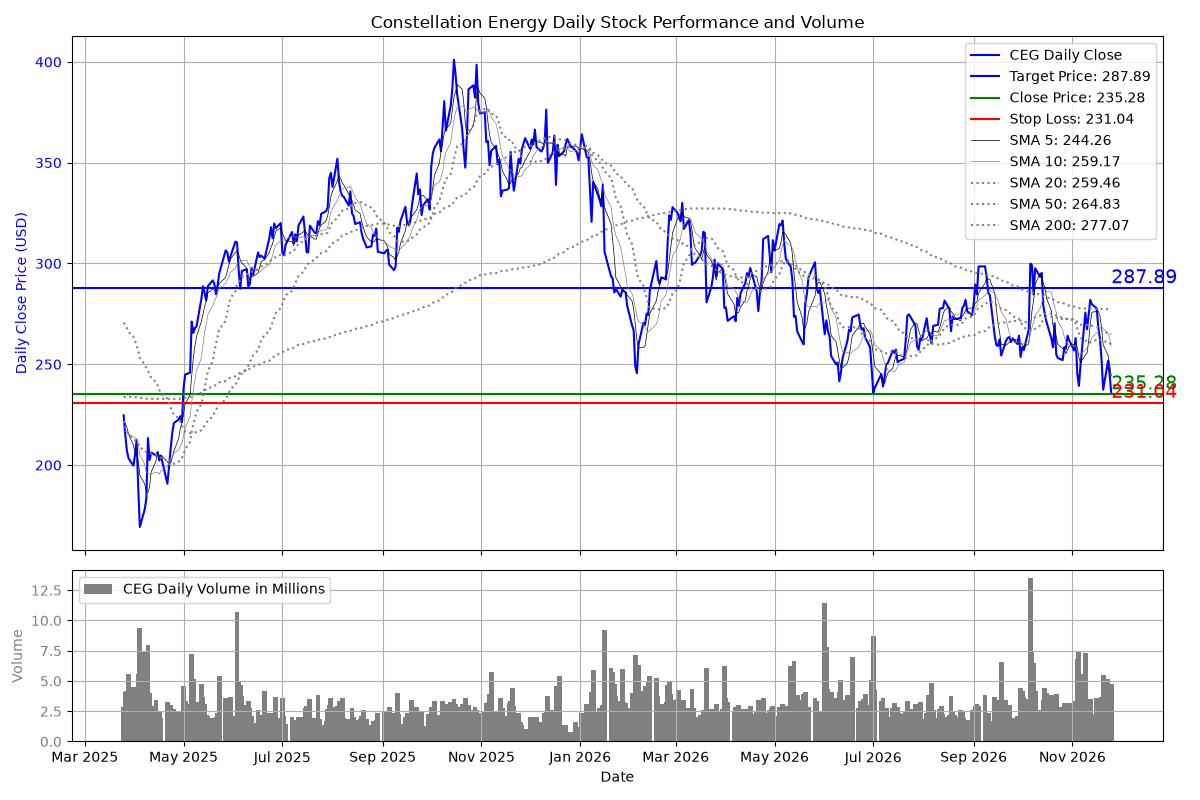 Constellation Energy Daily Stock Performance and Volume
Daily Close Price (USD)
400
350
300
250
200
CEG Daily Close
Target Price: 287.89
Close Price: 235.28
Stop Loss: 231.04
SMA 5: 244.26
SMA 10: 259.17
SMA 20: 259.46
SMA 50: 264.83
SMA 200: 277.07
287.89
235.28
231.04
Volume
12.5
10.0
7.5
5.0
2.5
0.0
CEG Daily Volume in Millions
Mar 2025 May 2025 Jul 2025 Sep 2025 Nov 2025 Jan 2026 Mar 2026 May 2026 Jul 2026 Sep 2026 Nov 2026
Date